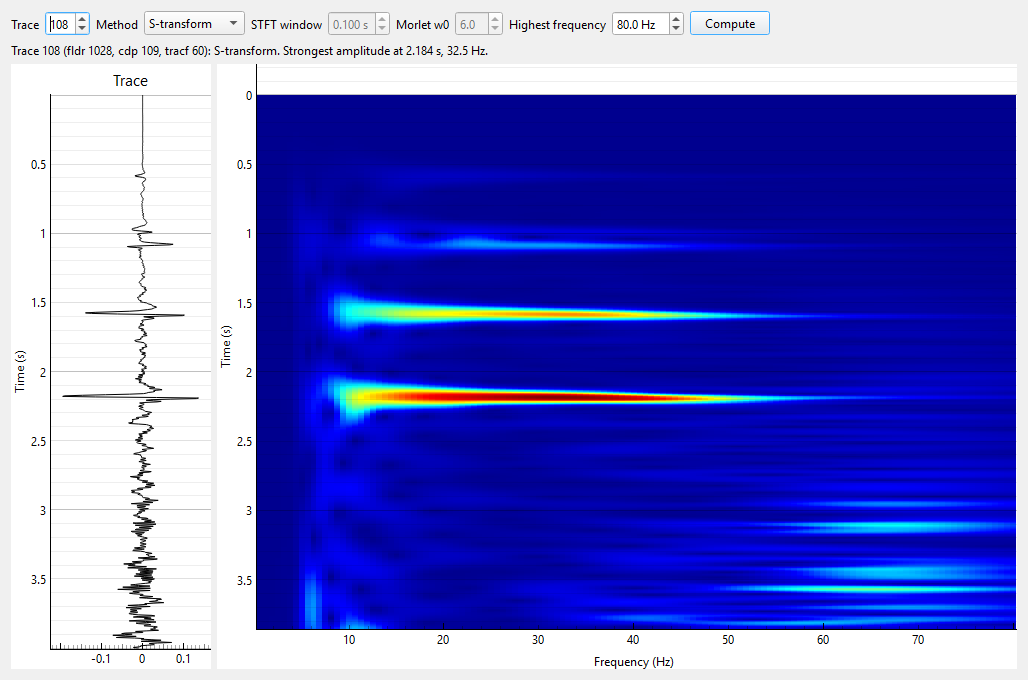 Trace 108 Method S-transform STFT window 0.100 s Morlet w0 6.0 Highest frequency 80.0 Hz Compute
Trace 108 (fldr 1028, cdp 109, tracf 60): S-transform. Strongest amplitude at 2.184 s, 32.5 Hz.
Trace
0
0.5
1
1.5
2
2.5
3
3.5
Time (s)
-0.1 0 0.1
0.5
1
1.5
2
2.5
3
3.5
Time (s)
10 20 30 40 50 60 70
Frequency (Hz)